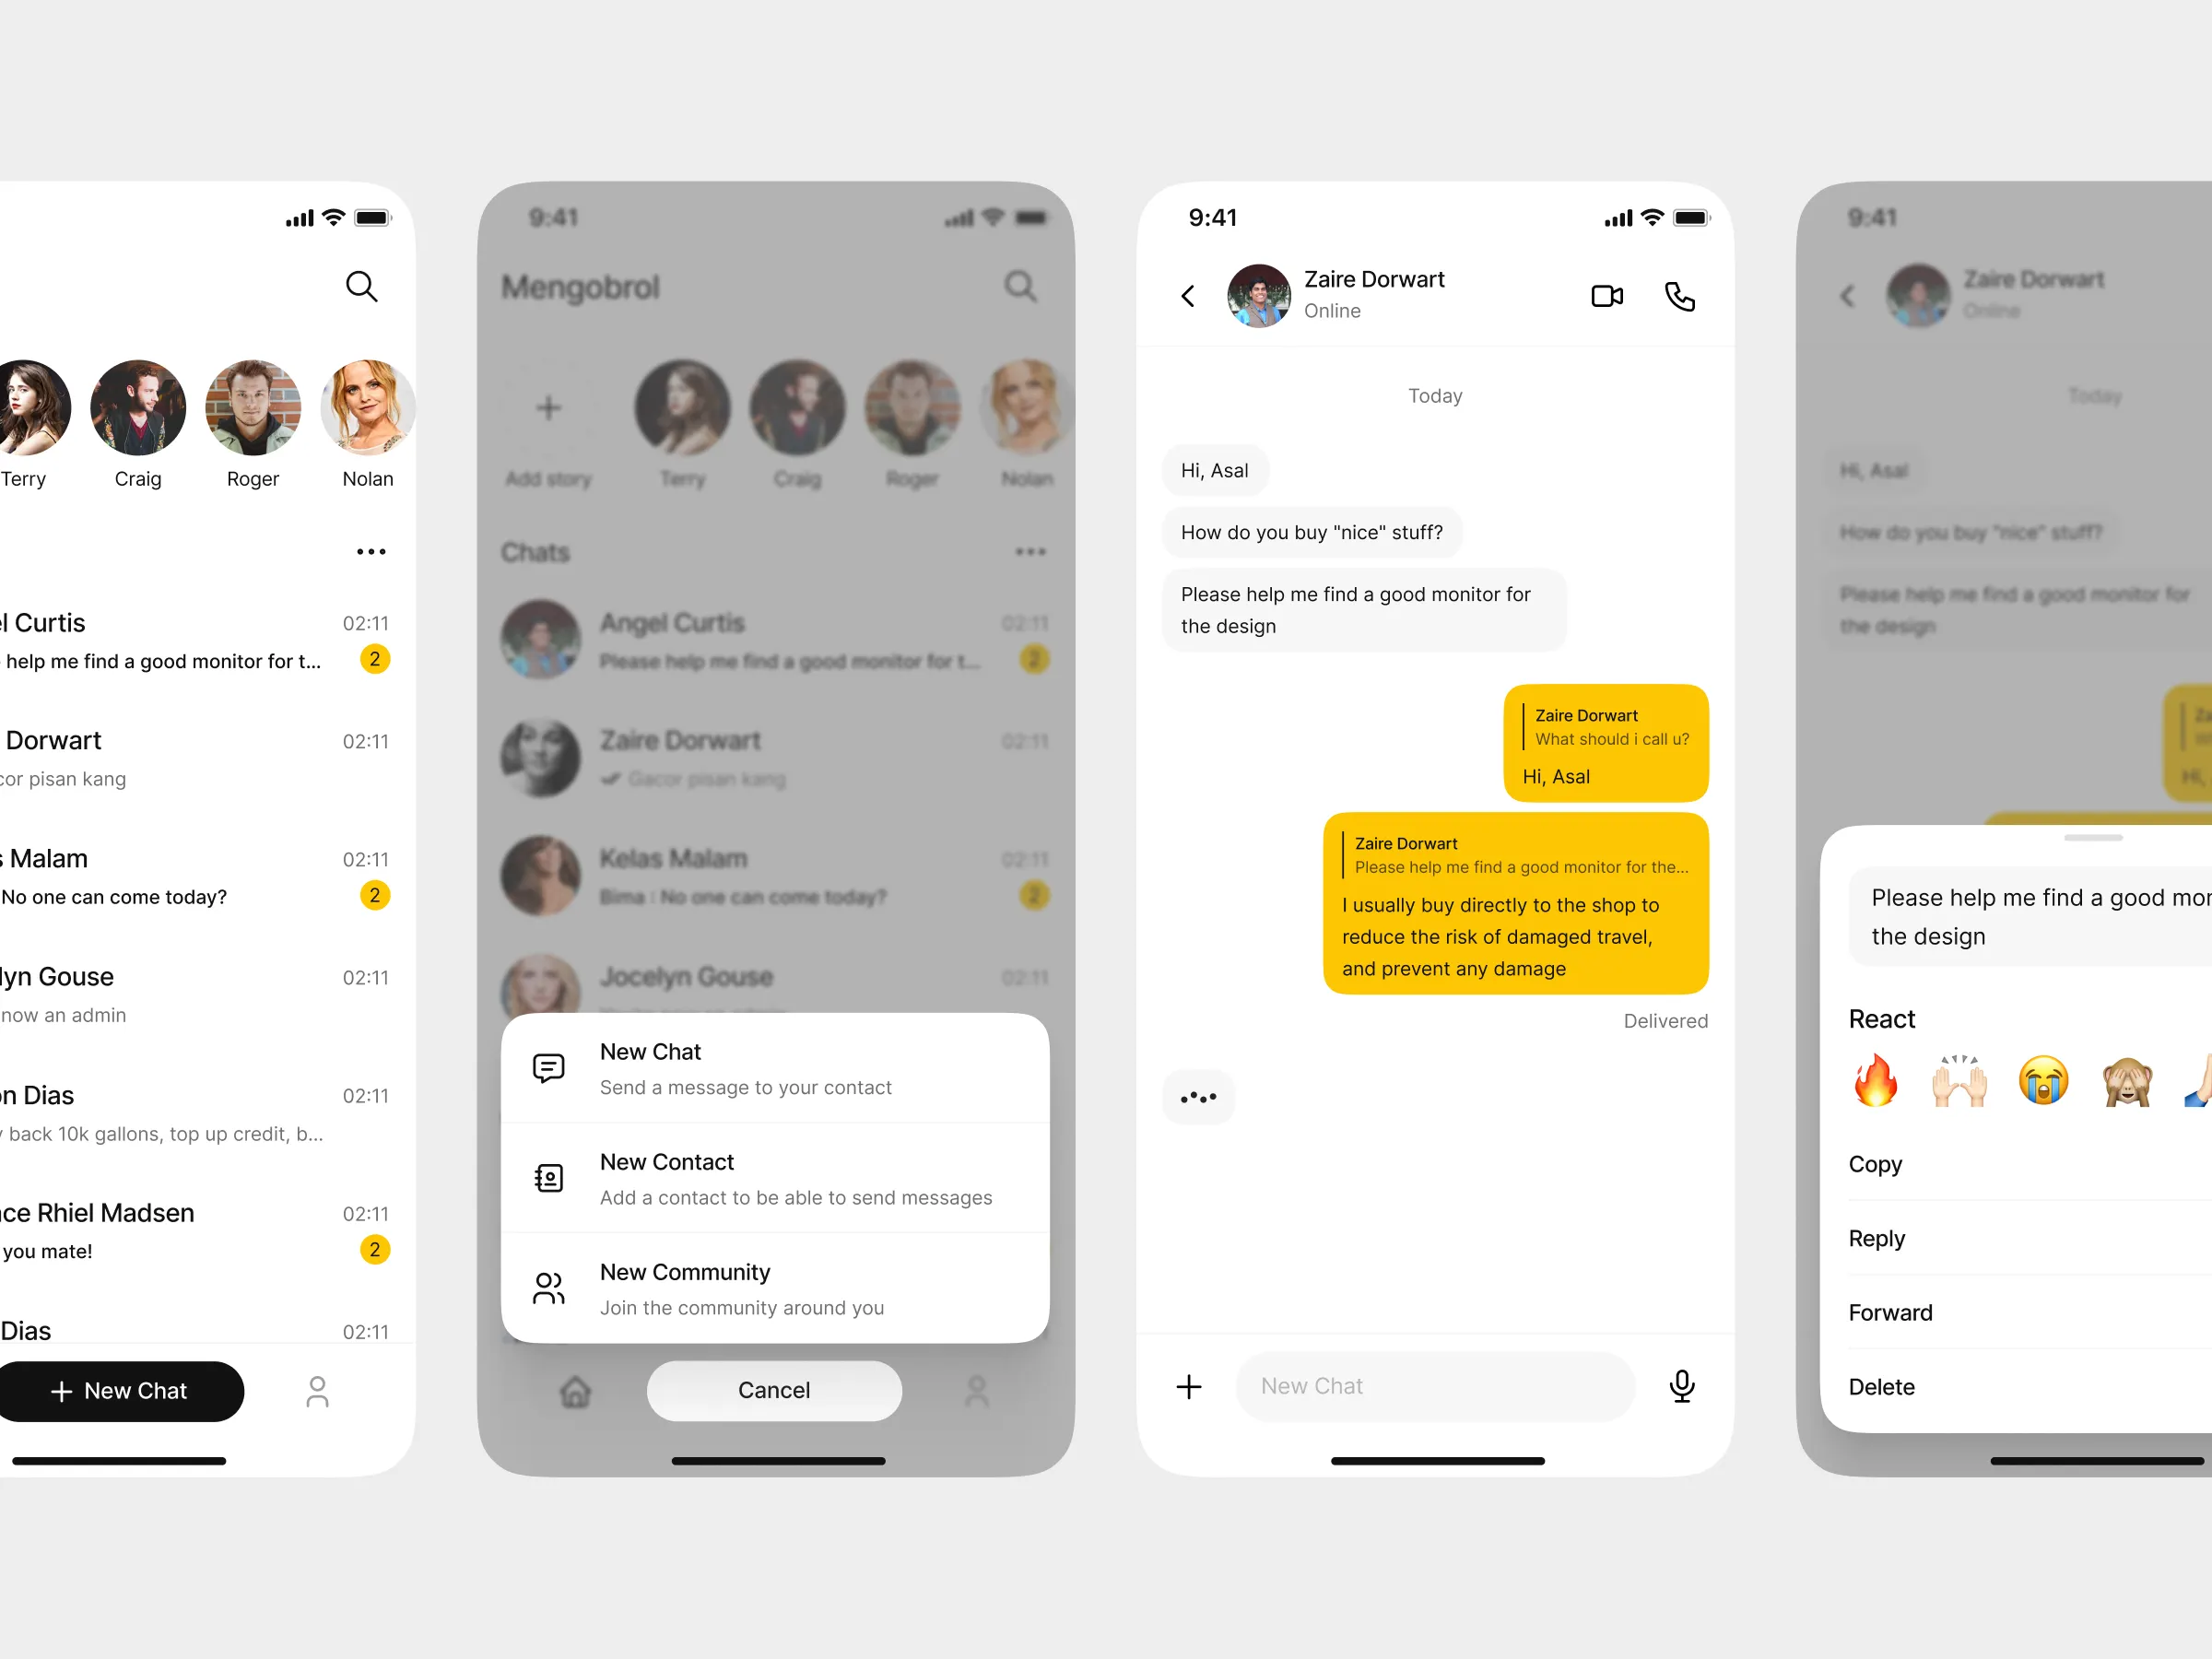 Terry
Craig
Roger
Nolan
l Curtis
02:11
help me find a good monitor for t...
2
Dorwart
02:11
cor pisan kang
s Malam
02:11
No one can come today?
2
lyn Gouse
02:11
now an admin
on Dias
02:11
y back 10k gallons, top up credit, b...
nce Rhiel Madsen
02:11
you mate!
2
Dias
02:11
+ New Chat
9:41
Mengobrol
Add story
Terry
Craig
Roger
Nolan
Chats
Angel Curtis
02:11
Please help me find a good monitor for t...
2
Zaire Dorwart
02:11
Gacor pisan kang
Kelas Malam
02:11
Bima : No one can come today?
2
Jocelyn Gouse
02:11
New Chat
Send a message to your contact
New Contact
Add a contact to be able to send messages
New Community
Join the community around you
Cancel
9:41
Zaire Dorwart
Online
Today
Hi, Asal
How do you buy "nice" stuff?
Please help me find a good monitor for
the design
Zaire Dorwart
What should i call u?
Hi, Asal
Zaire Dorwart
Please help me find a good monitor for the...
I usually buy directly to the shop to
reduce the risk of damaged travel,
and prevent any damage
Delivered
New Chat
9:41
Zaire Dorwart
Online
Today
Hi, Asal
How do you buy "nice" stuff?
Please help me find a good monitor for
the design
Za
Hi,
Please help me find a good mor
the design
React
Copy
Reply
Forward
Delete